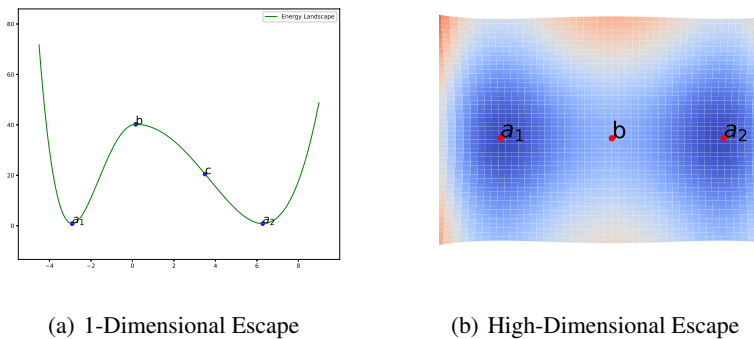 Energy Landscape
80
60
40
20
0
−4 −2 0 2 4 6 8
b
c
a1 a2
a1 b a2
(a) 1-Dimensional Escape
(b) High-Dimensional Escape